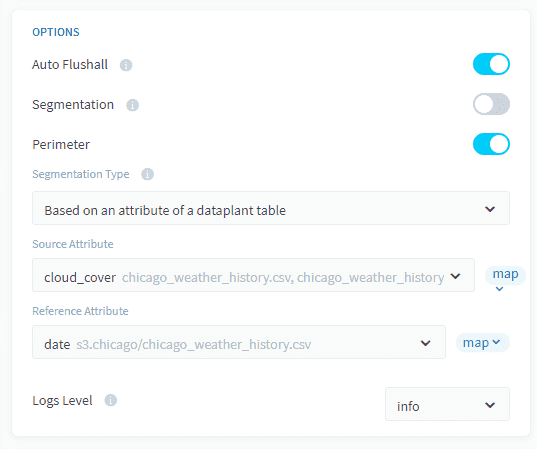 OPTIONS
Auto Flushall
Segmentation
Perimeter
Segmentation Type
Based on an attribute of a dataplant table
Source Attribute
cloud_cover chicago_weather_history.csv, chicago_weather_history map
Reference Attribute
date s3.chicago/chicago_weather_history.csv map
Logs Level info